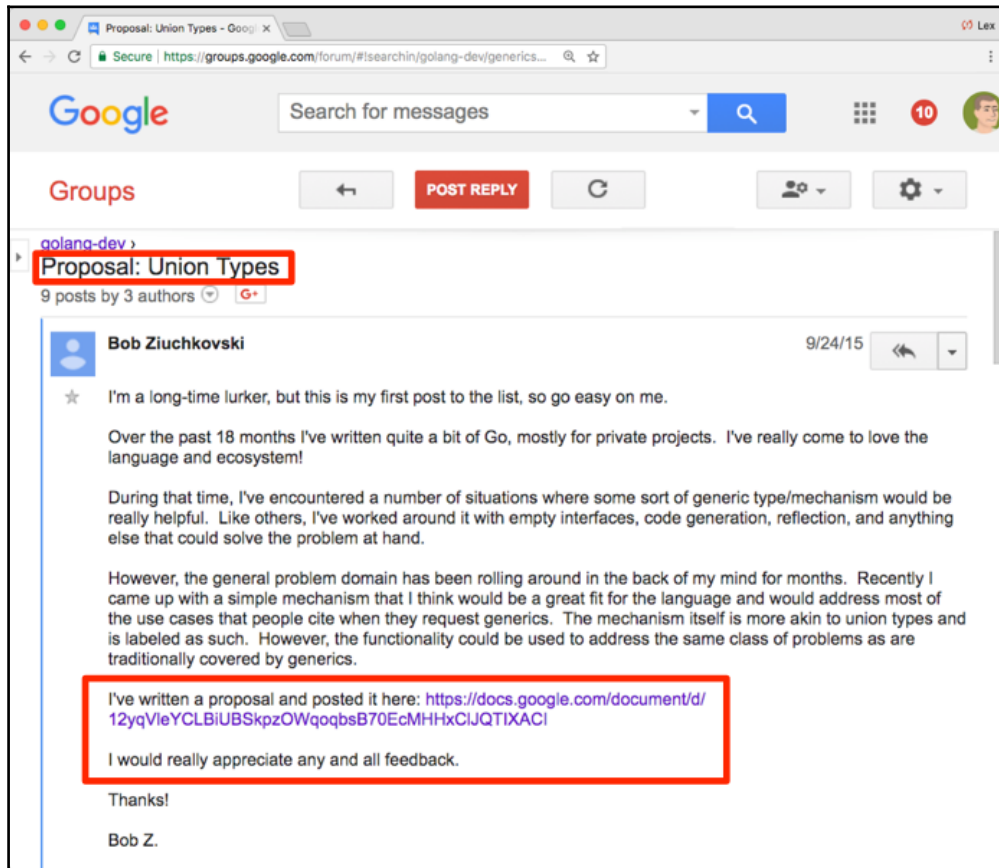 Proposal: Union Types - Goog
Lex
Secure | https://groups.google.com/forum/#!searchin/golang-dev/generics...
Google
Search for messages
10
Groups
POST REPLY
golang-dev ›
Proposal: Union Types
9 posts by 3 authors
G+
Bob Ziuchkovski
9/24/15
I'm a long-time lurker, but this is my first post to the list, so go easy on me.
Over the past 18 months I've written quite a bit of Go, mostly for private projects.  I've really come to love the
language and ecosystem!
During that time, I've encountered a number of situations where some sort of generic type/mechanism would be
really helpful.  Like others, I've worked around it with empty interfaces, code generation, reflection, and anything
else that could solve the problem at hand.
However, the general problem domain has been rolling around in the back of my mind for months.  Recently I
came up with a simple mechanism that I think would be a great fit for the language and would address most of
the use cases that people cite when they request generics.  The mechanism itself is more akin to union types and
is labeled as such.  However, the functionality could be used to address the same class of problems as are
traditionally covered by generics.
I've written a proposal and posted it here: https://docs.google.com/document/d/
12yqVleYCLBiUBSkpzOWqoqbsB70EcMHHxClJQTIXACI
I would really appreciate any and all feedback.
Thanks!
Bob Z.